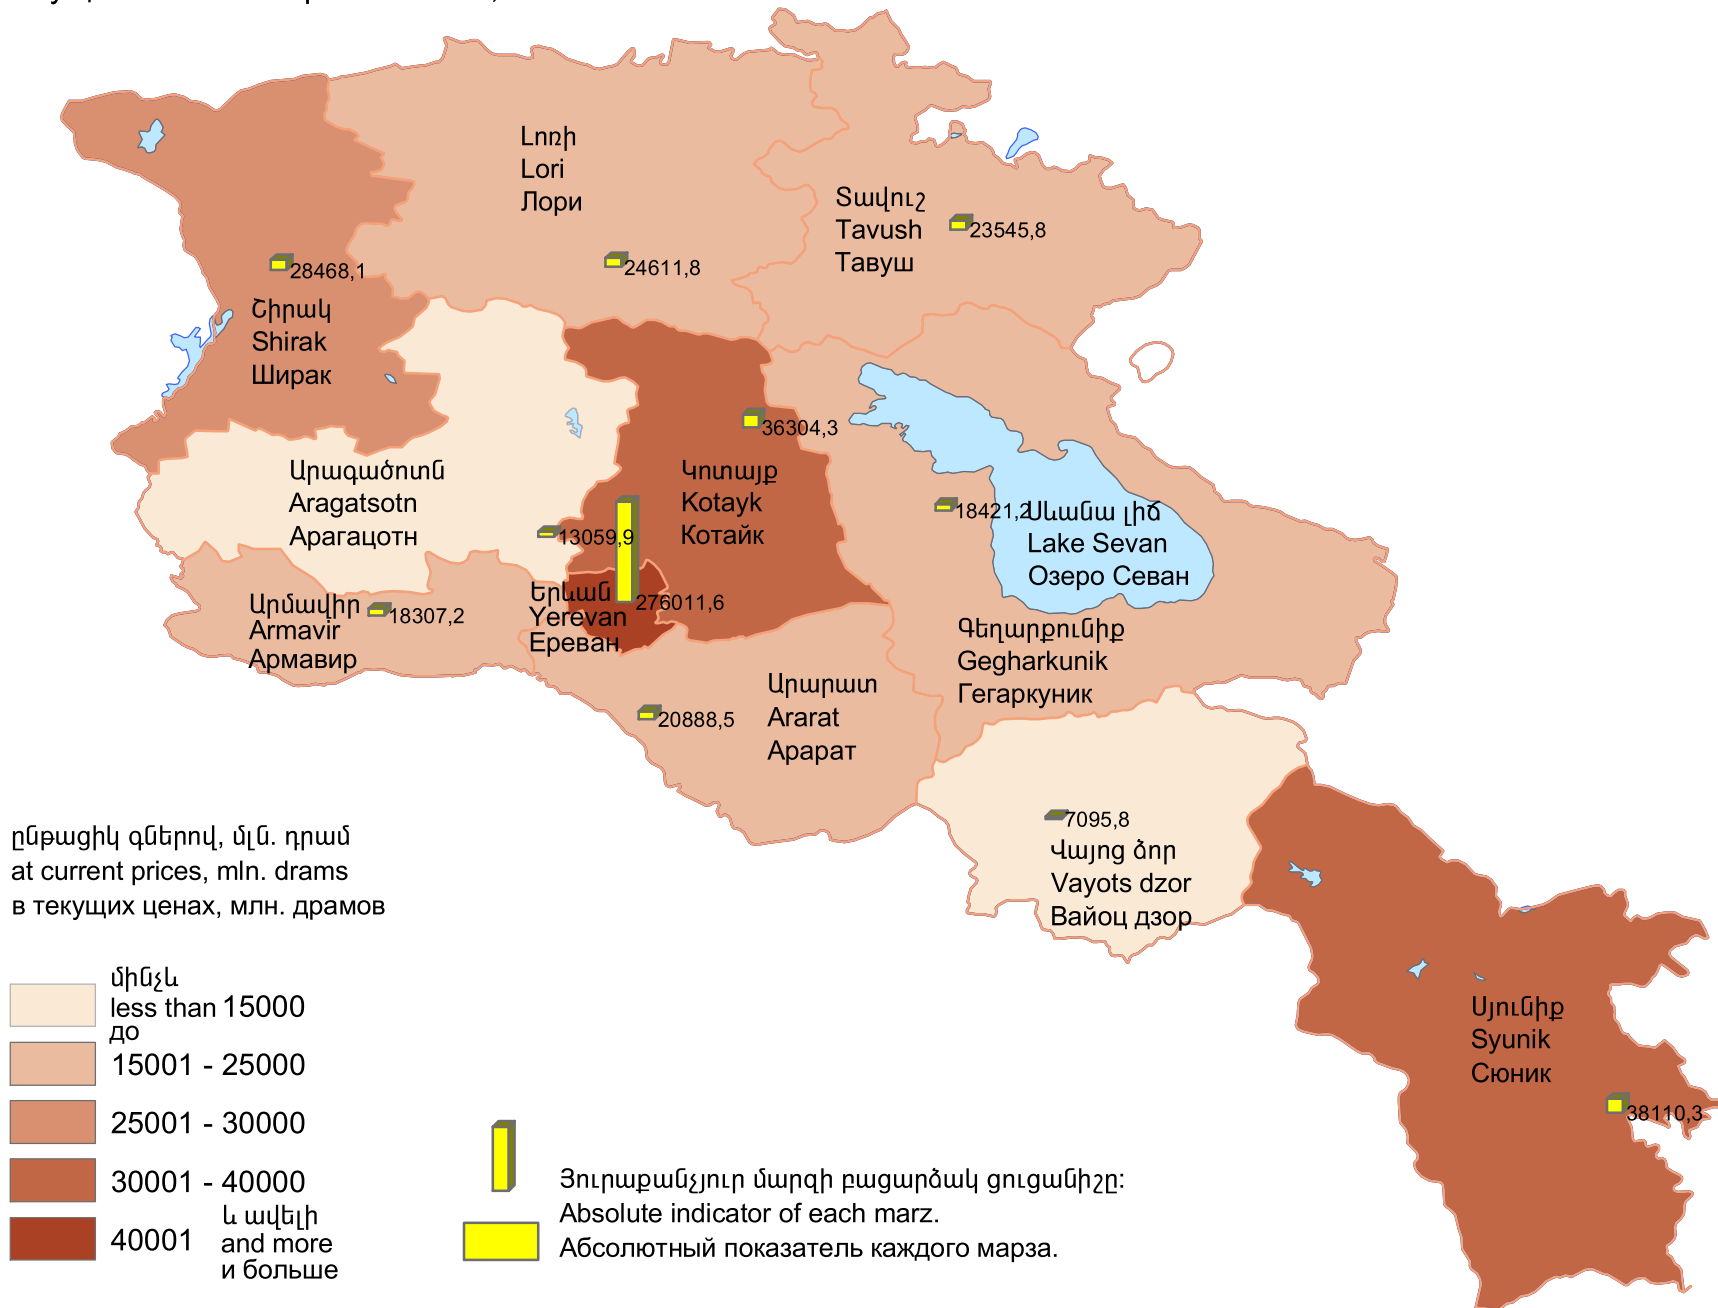 Լոռի
Lori
Лори
24611,8
Տավուշ
Tavush
Тавуш
23545,8
28468,1
Շիրակ
Shirak
Ширак
36304,3
Կոտայք
Kotayk
Котайк
Արագածոտն
Aragatsotn
Арагацотн
13059,9
18421,2
Սևանա լիճ
Lake Sevan
Озеро Севан
Արմավիր
Armavir
Армавир
18307,2
Երևան
Yerevan
Ереван
276011,6
Գեղարքունիք
Gegharkunik
Гегаркуник
Արարատ
Ararat
Арарат
20888,5
7095,8
Վայոց ձոր
Vayots dzor
Вайоц дзор
Սյունիք
Syunik
Сюник
38110,3
ընթացիկ գներով, մլն. դրամ
at current prices, mln. drams
в текущих ценах, млн. драмов
մինչև
less than 15000
до
15001 - 25000
25001 - 30000
30001 - 40000
40001
և ավելի
and more
и больше
Յուրաքանչյուր մարզի բացարձակ ցուցանիշը:
Absolute indicator of each marz.
Абсолютный показатель каждого марза.